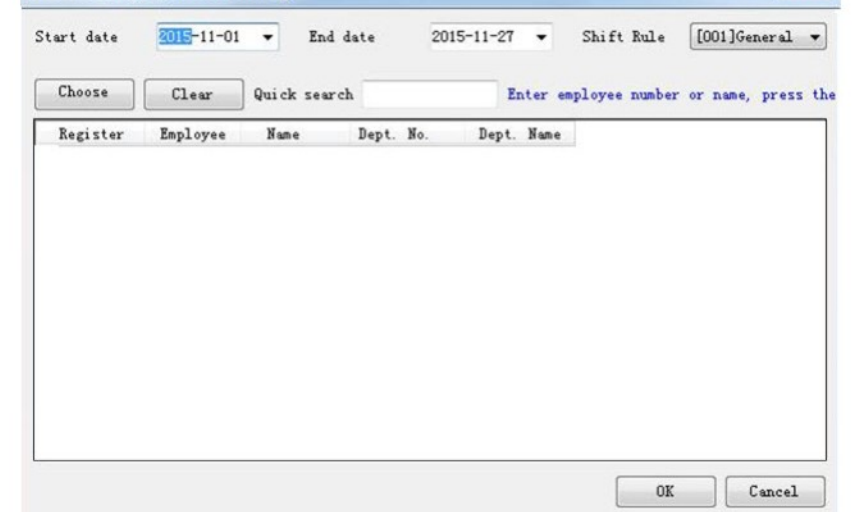 Start date 2015-11-01 End date 2015-11-27 Shift Rule [001]General
Choose Clear Quick search Enter employee number or name, press the
Register Employee Name Dept. No. Dept. Name
OK Cancel